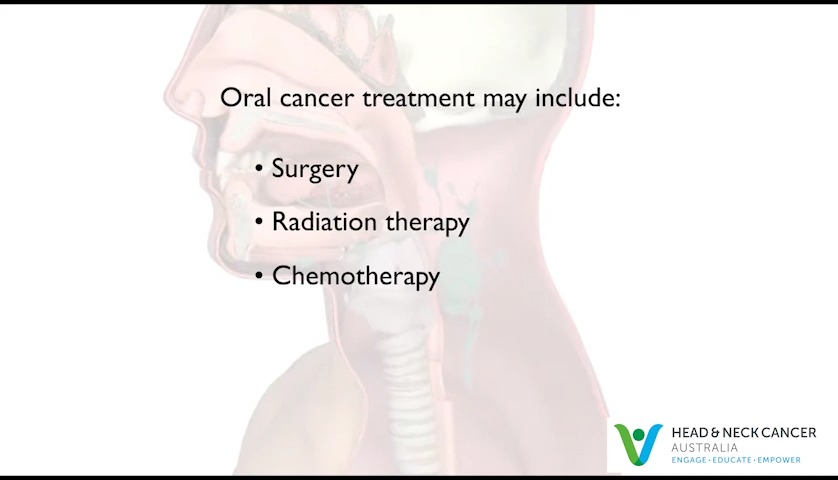 Oral cancer treatment may include:
• Surgery
• Radiation therapy
• Chemotherapy
HEAD & NECK CANCER
AUSTRALIA
ENGAGE • EDUCATE • EMPOWER